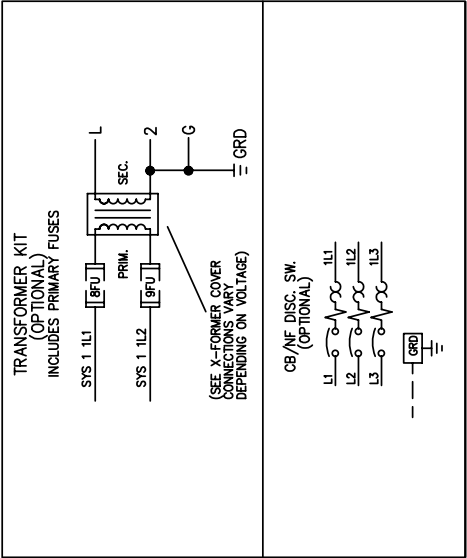 TRANSFORMER KIT
(OPTIONAL)
INCLUDES PRIMARY FUSES
SYS 1 1L1
8FU
PRIM.
SEC.
L
SYS 1 1L2
9FU
2
G
GRD
(SEE X-FORMER COVER
CONNECTIONS VARY
DEPENDING ON VOLTAGE)
CB/NF DISC. SW.
(OPTIONAL)
L1
1L1
L2
1L2
L3
1L3
GRD